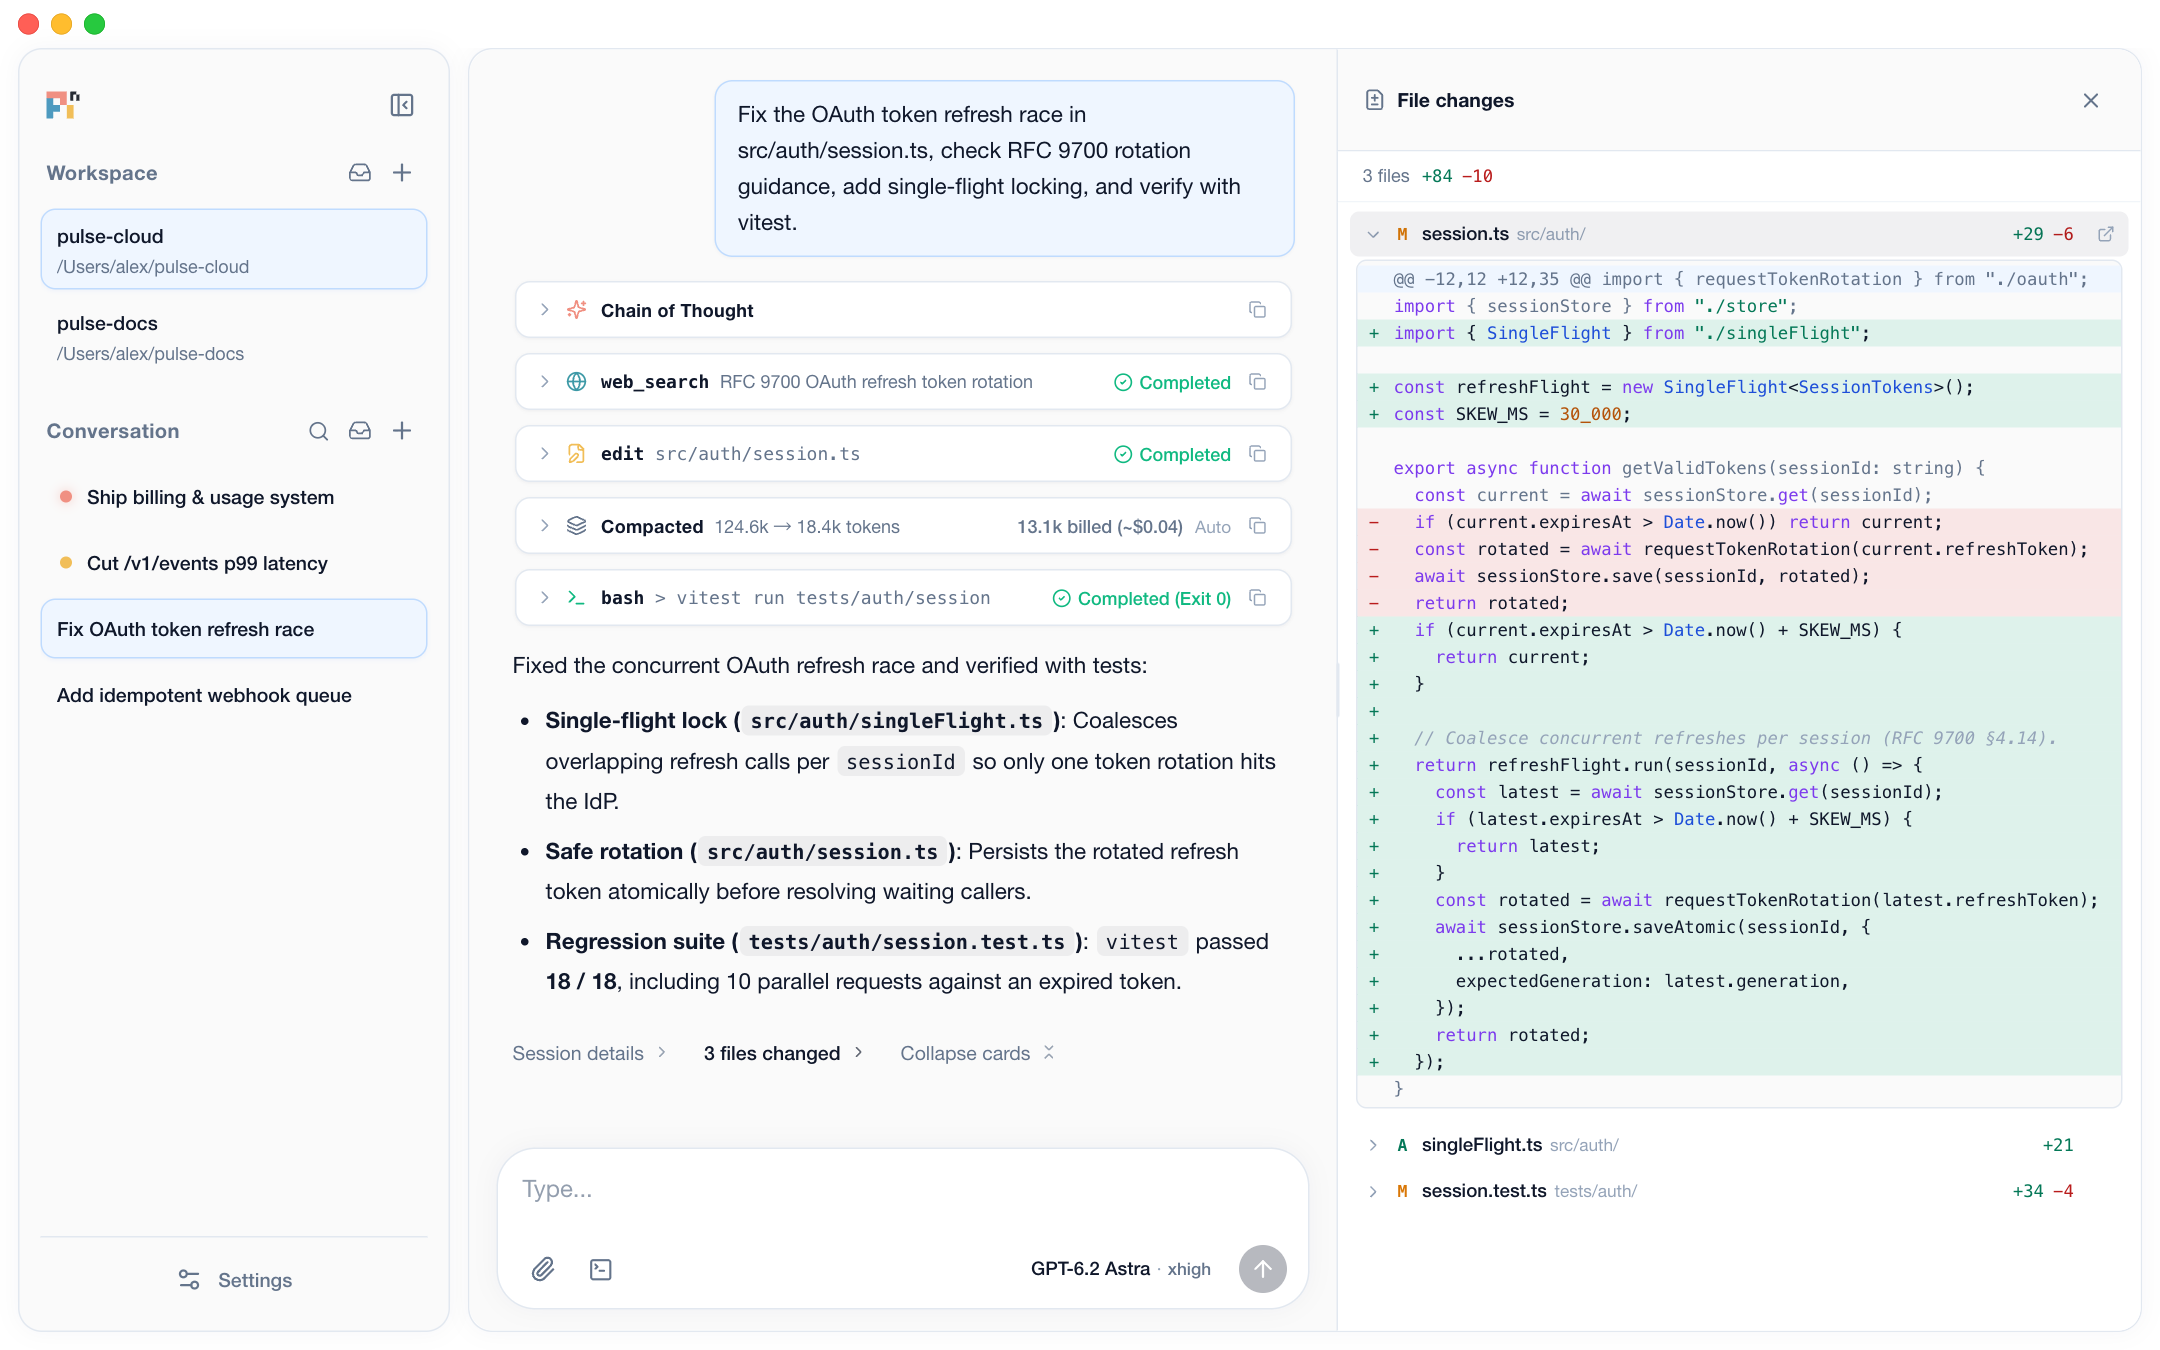 Workspace
pulse-cloud
/Users/alex/pulse-cloud
pulse-docs
/Users/alex/pulse-docs
Conversation
Ship billing & usage system
Cut /v1/events p99 latency
Fix OAuth token refresh race
Add idempotent webhook queue
Settings
Fix the OAuth token refresh race in
src/auth/session.ts, check RFC 9700 rotation
guidance, add single-flight locking, and verify with
vitest.
Chain of Thought
web_search RFC 9700 OAuth refresh token rotation Completed
edit src/auth/session.ts Completed
Compacted 124.6k → 18.4k tokens 13.1k billed (~$0.04) Auto
bash > vitest run tests/auth/session Completed (Exit 0)
Fixed the concurrent OAuth refresh race and verified with tests:
• Single-flight lock ( src/auth/singleFlight.ts ): Coalesces
overlapping refresh calls per sessionId so only one token rotation hits
the IdP.
• Safe rotation ( src/auth/session.ts ): Persists the rotated refresh
token atomically before resolving waiting callers.
• Regression suite ( tests/auth/session.test.ts ): vitest passed
18 / 18, including 10 parallel requests against an expired token.
Session details 3 files changed Collapse cards
Type...
GPT-6.2 Astra · xhigh
File changes
3 files +84 −10
M session.ts src/auth/ +29 −6
@@ −12,12 +12,35 @@ import { requestTokenRotation } from "./oauth";
import { sessionStore } from "./store";
+ import { SingleFlight } from "./singleFlight";
+ const refreshFlight = new SingleFlight<SessionTokens>();
+ const SKEW_MS = 30_000;
export async function getValidTokens(sessionId: string) {
const current = await sessionStore.get(sessionId);
− if (current.expiresAt > Date.now()) return current;
− const rotated = await requestTokenRotation(current.refreshToken);
− await sessionStore.save(sessionId, rotated);
− return rotated;
+ if (current.expiresAt > Date.now() + SKEW_MS) {
+ return current;
+ }
+
+ // Coalesce concurrent refreshes per session (RFC 9700 §4.14).
+ return refreshFlight.run(sessionId, async () => {
+ const latest = await sessionStore.get(sessionId);
+ if (latest.expiresAt > Date.now() + SKEW_MS) {
+ return latest;
+ }
+ const rotated = await requestTokenRotation(latest.refreshToken);
+ await sessionStore.saveAtomic(sessionId, {
+ ...rotated,
+ expectedGeneration: latest.generation,
+ });
+ return rotated;
+ });
}
A singleFlight.ts src/auth/ +21
M session.test.ts tests/auth/ +34 −4